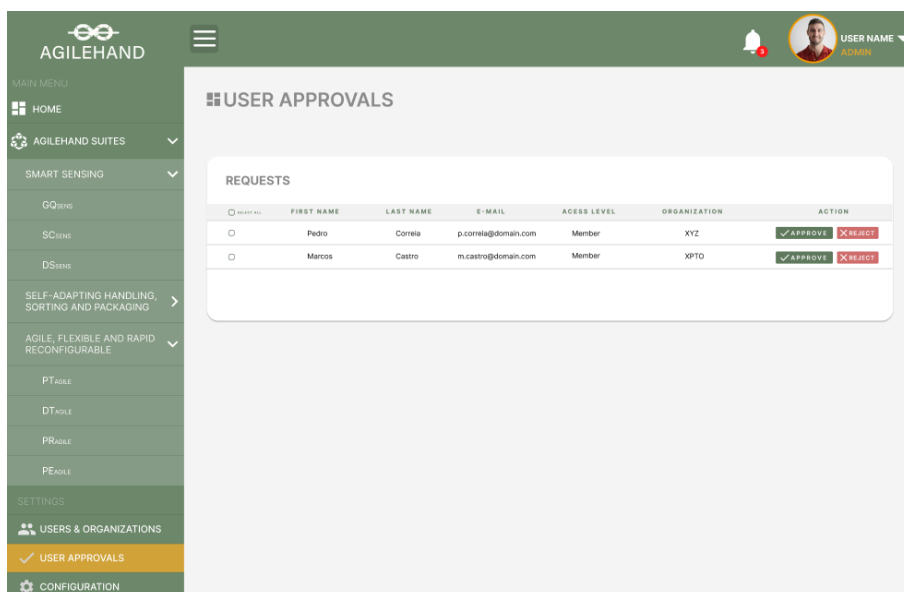 AGILEHAND
3
USER NAME
ADMIN
MAIN MENU
HOME
AGILEHAND SUITES
SMART SENSING
GQSENS
SCSENS
DSSENS
SELF-ADAPTING HANDLING,
SORTING AND PACKAGING
AGILE, FLEXIBLE AND RAPID
RECONFIGURABLE
PTAGILE
DTAGILE
PRAGILE
PEAGILE
SETTINGS
USERS & ORGANIZATIONS
USER APPROVALS
CONFIGURATION
USER APPROVALS
REQUESTS
SELECT ALL FIRST NAME LAST NAME E-MAIL ACESS LEVEL ORGANIZATION ACTION
Pedro Correia p.correia@domain.com Member XYZ APPROVE REJECT
Marcos Castro m.castro@domain.com Member XPTO APPROVE REJECT